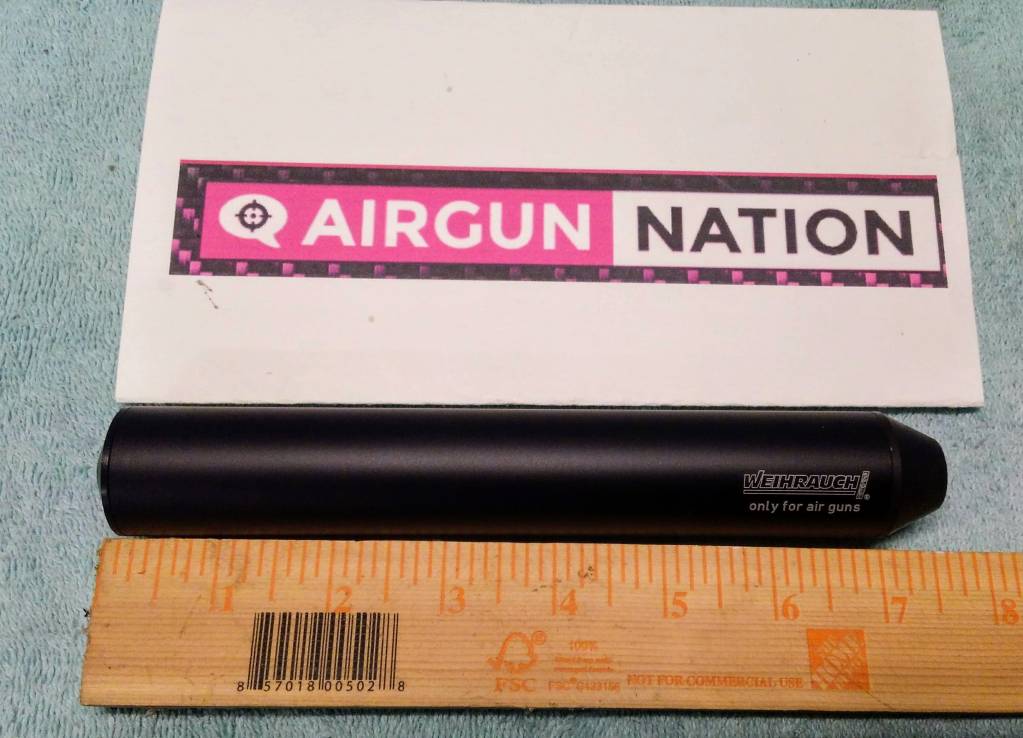 AIRGUN NATION
WEIHRAUCH
®
only for air guns
1 2 3 4 5 6 7 8
8 57018 00502 8
FSC®
100%
NOT FOR COMMERCIAL USE